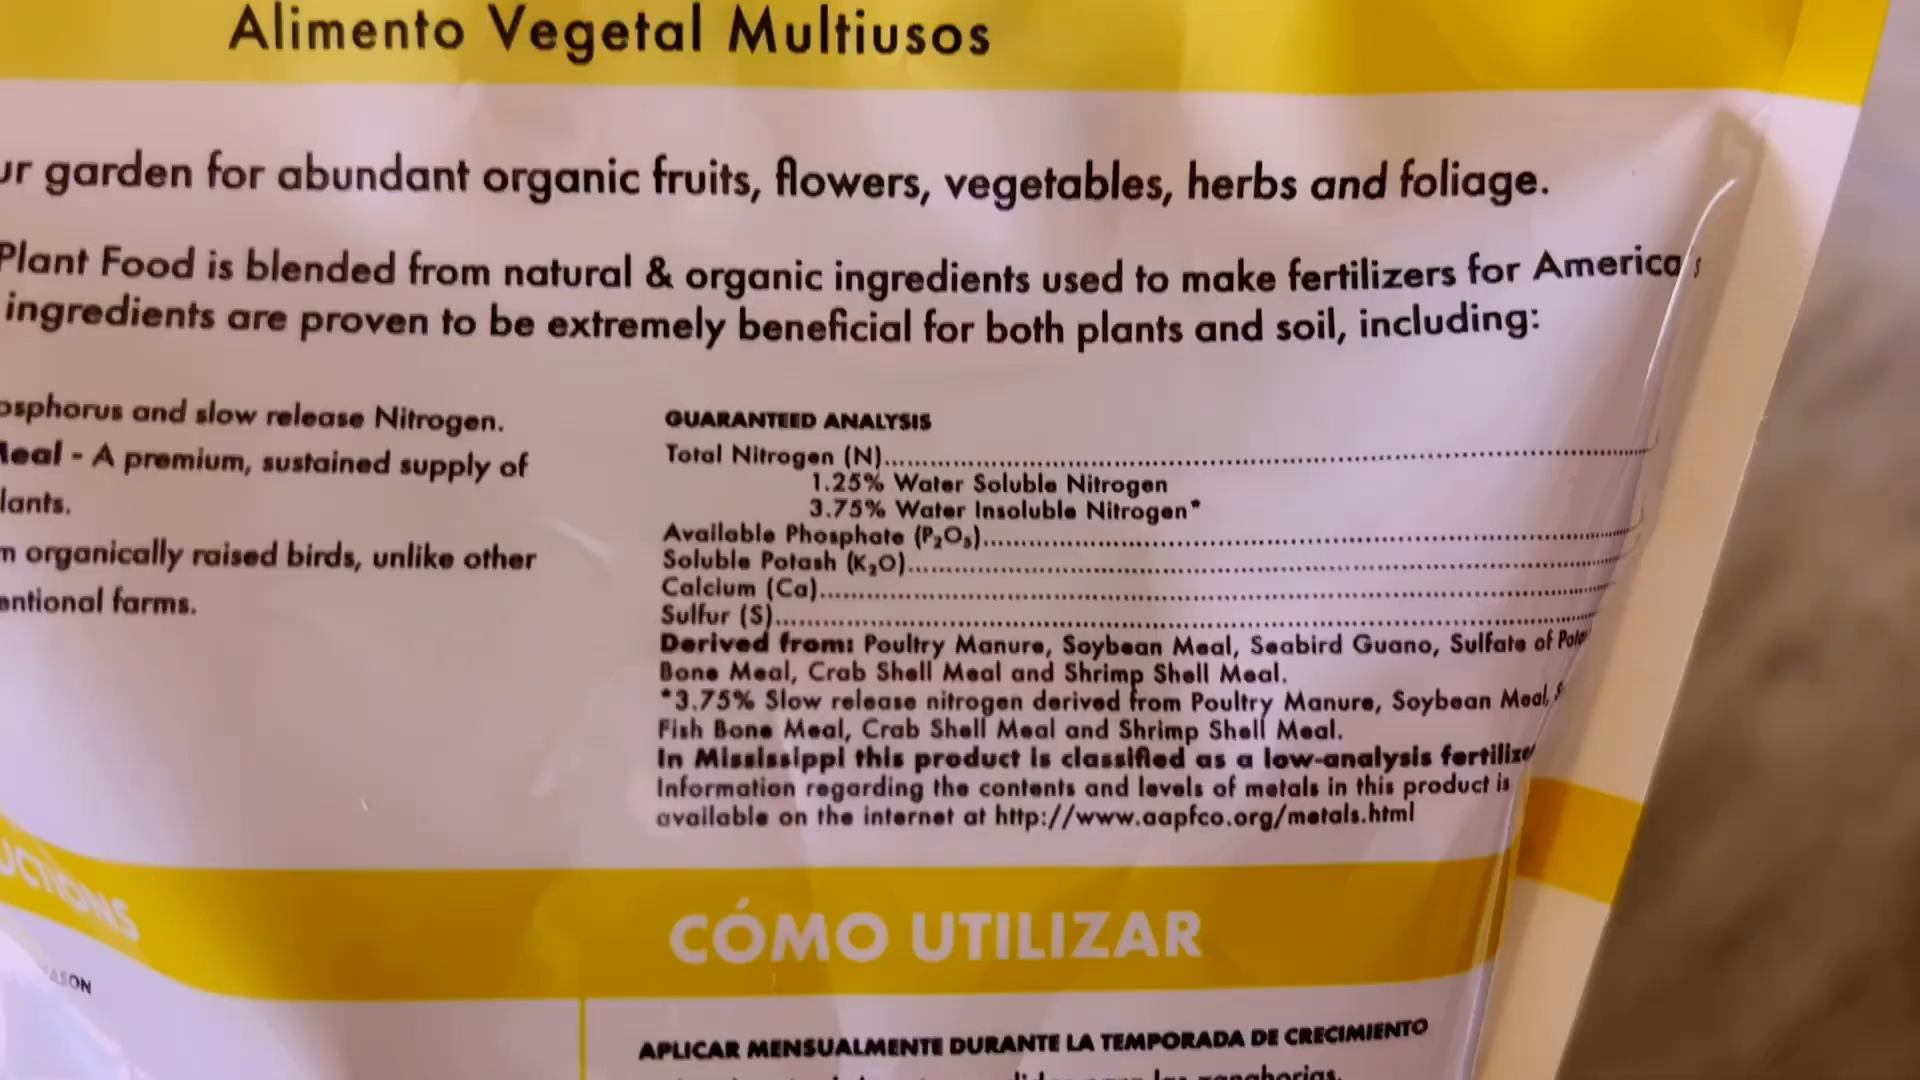 Alimento Vegetal Multiusos
ur garden for abundant organic fruits, flowers, vegetables, herbs and foliage.
Plant Food is blended from natural & organic ingredients used to make fertilizers for America's
ingredients are proven to be extremely beneficial for both plants and soil, including:
osphorus and slow release Nitrogen.
Meal - A premium, sustained supply of
lants.
m organically raised birds, unlike other
entional farms.
GUARANTEED ANALYSIS
Total Nitrogen (N)
1.25% Water Soluble Nitrogen
3.75% Water Insoluble Nitrogen*
Available Phosphate (P₂O₅)
Soluble Potash (K₂O)
Calcium (Ca)
Sulfur (S)
Derived from: Poultry Manure, Soybean Meal, Seabird Guano, Sulfate of
Bone Meal, Crab Shell Meal and Shrimp Shell Meal.
*3.75% Slow release nitrogen derived from Poultry Manure, Soybean Meal,
Fish Bone Meal, Crab Shell Meal and Shrimp Shell Meal.
In Mississippi this product is classified as a low-analysis fertilize
Information regarding the contents and levels of metals in this product is
available on the internet at http://www.aapfco.org/metals.html
UCTIONS
CÓMO UTILIZAR
ASON
APLICAR MENSUALMENTE DURANTE LA TEMPORADA DE CRECIMIENTO
para las zanahorias.